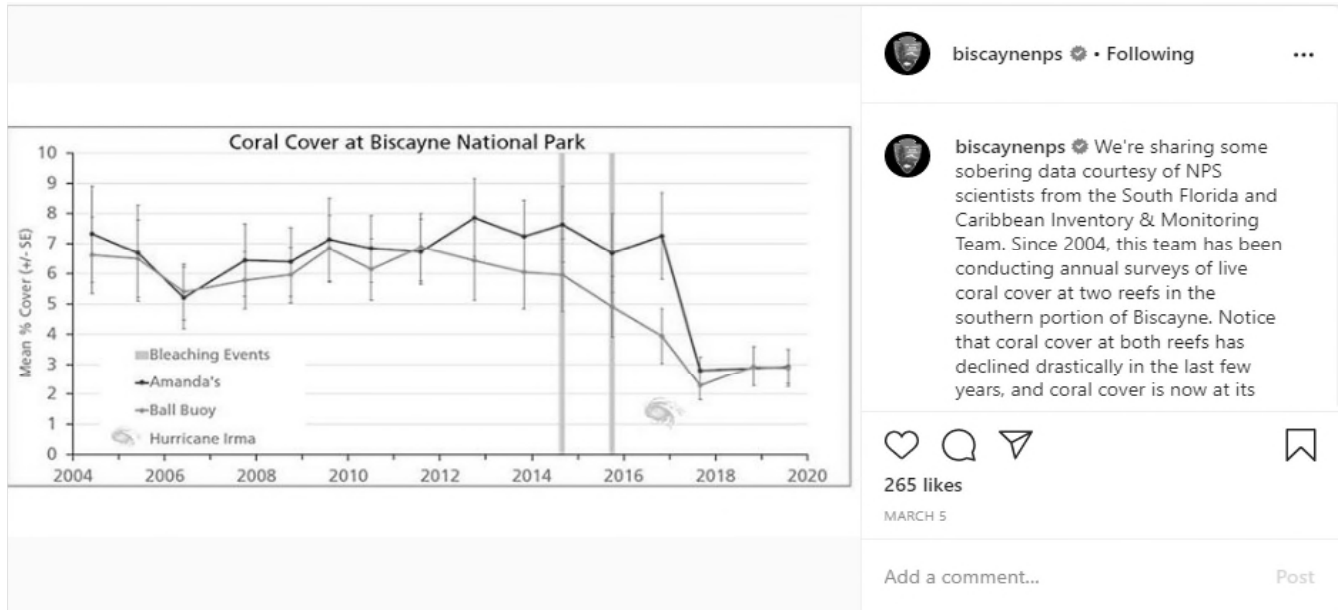 Coral Cover at Biscayne National Park
Mean % Cover (+/- SE)
10
9
8
7
6
5
4
3
2
1
0
2004 2006 2008 2010 2012 2014 2016 2018 2020
Bleaching Events
Amanda's
Ball Buoy
Hurricane Irma
biscaynenps • Following
biscaynenps We're sharing some
sobering data courtesy of NPS
scientists from the South Florida and
Caribbean Inventory & Monitoring
Team. Since 2004, this team has been
conducting annual surveys of live
coral cover at two reefs in the
southern portion of Biscayne. Notice
that coral cover at both reefs has
declined drastically in the last few
years, and coral cover is now at its
265 likes
MARCH 5
Add a comment... Post